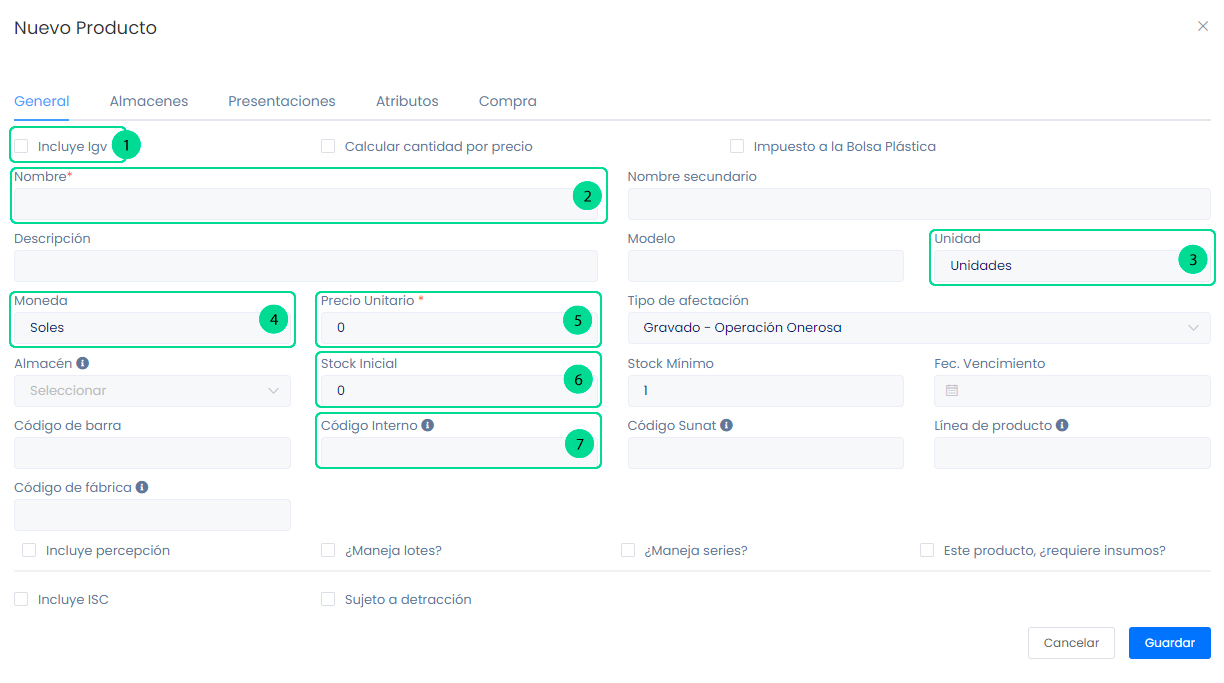 Nuevo Producto
General Almacenes Presentaciones Atributos Compra
Incluye Igv 1 Calcular cantidad por precio Impuesto a la Bolsa Plástica
Nombre* Nombre secundario
2
Descripción Modelo Unidad
Unidades 3
Moneda Precio Unitario * Tipo de afectación
Soles 4 0 5 Gravado - Operación Onerosa
Almacén Stock Inicial Stock Mínimo Fec. Vencimiento
Seleccionar 0 6 1
Código de barra Código Interno Código Sunat Línea de producto
7
Código de fábrica
Incluye percepción ¿Maneja lotes? ¿Maneja series? Este producto, ¿requiere insumos?
Incluye ISC Sujeto a detracción
Cancelar Guardar